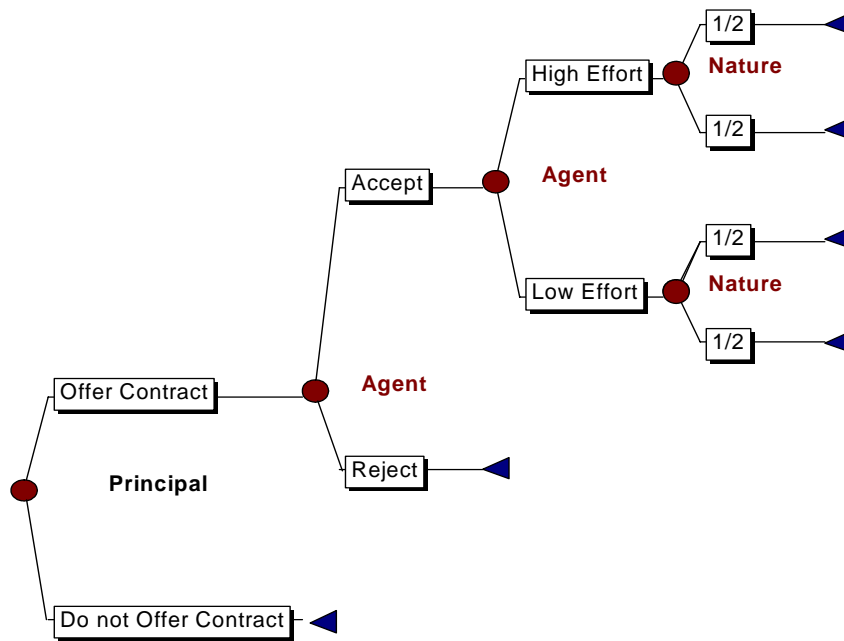 1/2
High Effort
Nature
1/2
Accept
Agent
1/2
Low Effort
Nature
1/2
Offer Contract
Agent
Principal
Reject
Do not Offer Contract